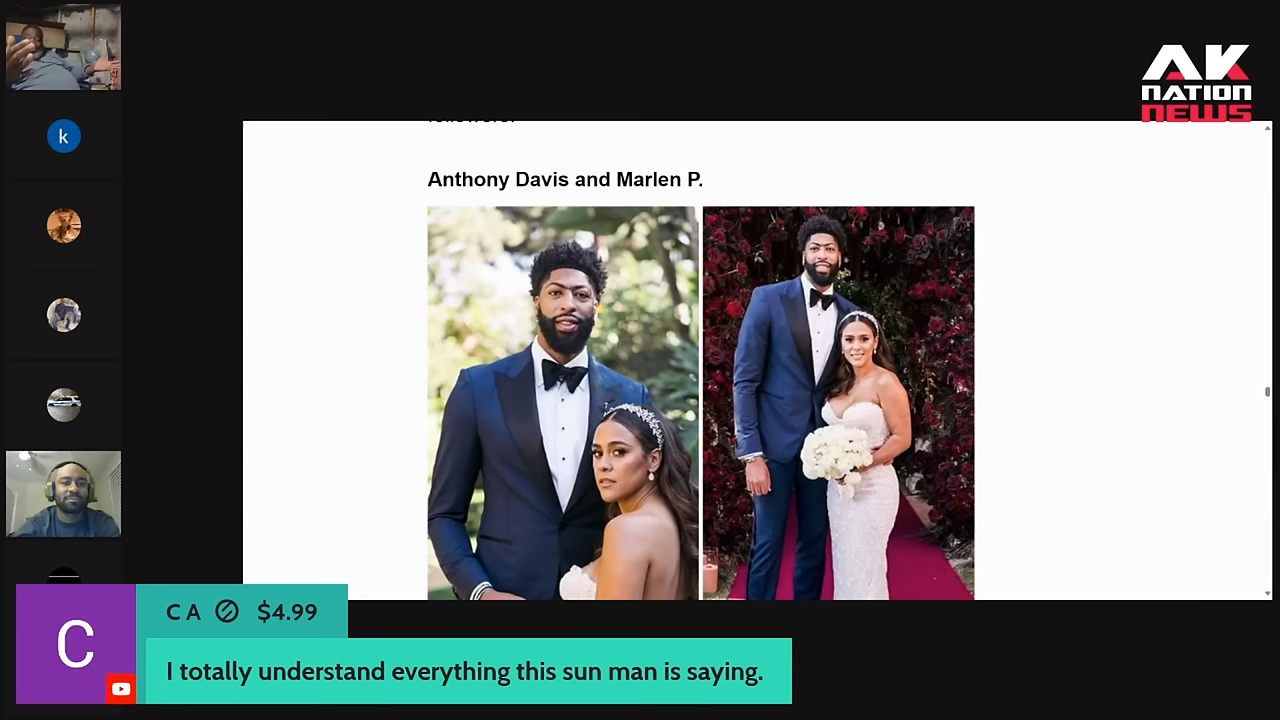 AK
NATION
NEWS
k
Anthony Davis and Marlen P.
C
C A $4.99
I totally understand everything this sun man is saying.